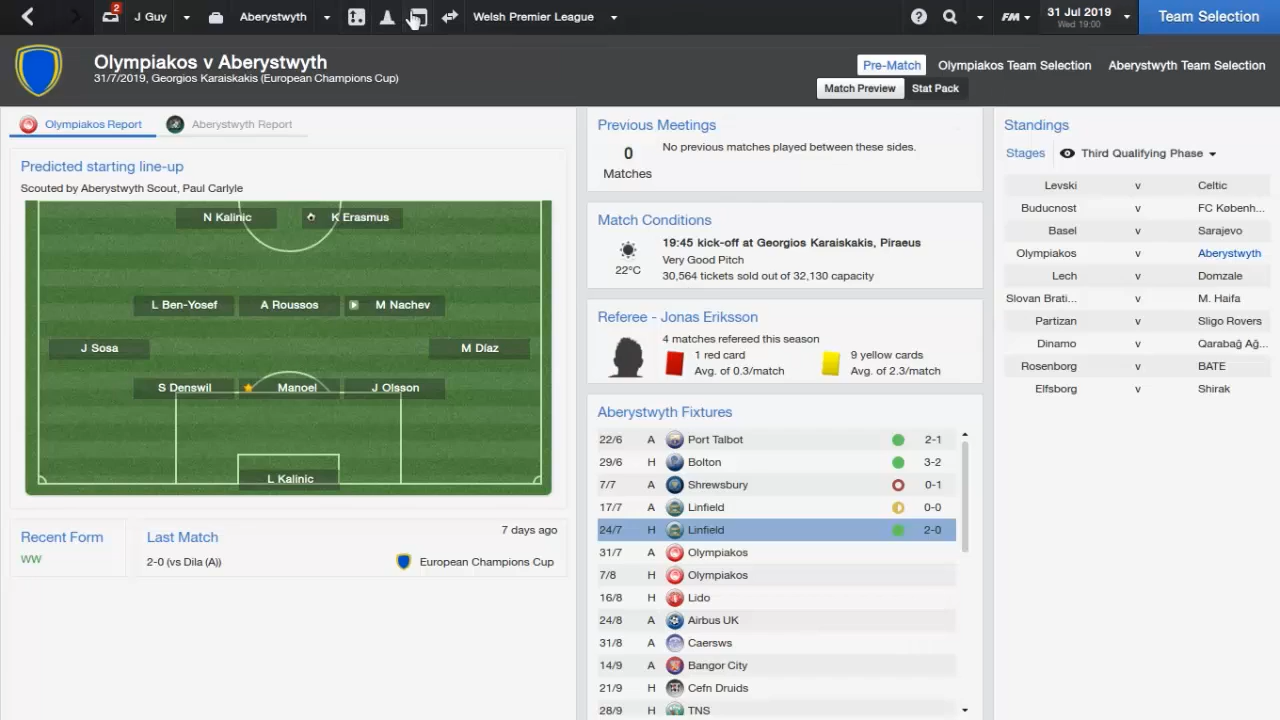 2
J Guy
Aberystwyth
Welsh Premier League
FM
31 Jul 2019
Wed 19:00
Team Selection
Olympiakos v Aberystwyth
31/7/2019, Georgios Karaiskakis (European Champions Cup)
Pre-Match
Olympiakos Team Selection
Aberystwyth Team Selection
Match Preview
Stat Pack
Olympiakos Report
Aberystwyth Report
Predicted starting line-up
Scouted by Aberystwyth Scout, Paul Carlyle
N Kalinic
K Erasmus
L Ben-Yosef
A Roussos
M Nachev
J Sosa
M Díaz
S Denswil
Manoel
J Olsson
L Kalinic
Recent Form
WW
Last Match
7 days ago
2-0 (vs Dila (A))
European Champions Cup
Previous Meetings
0
Matches
No previous matches played between these sides.
Match Conditions
22°C
19:45 kick-off at Georgios Karaiskakis, Piraeus
Very Good Pitch
30,564 tickets sold out of 32,130 capacity
Referee - Jonas Eriksson
4 matches refereed this season
1 red card
Avg. of 0.3/match
9 yellow cards
Avg. of 2.3/match
Aberystwyth Fixtures
22/6 A Port Talbot 2-1
29/6 H Bolton 3-2
7/7 A Shrewsbury 0-1
17/7 A Linfield 0-0
24/7 H Linfield 2-0
31/7 A Olympiakos
7/8 H Olympiakos
16/8 H Lido
24/8 A Airbus UK
31/8 A Caersws
14/9 A Bangor City
21/9 H Cefn Druids
28/9 H TNS
Standings
Stages
Third Qualifying Phase
Levski v Celtic
Buducnost v FC Københ...
Basel v Sarajevo
Olympiakos v Aberystwyth
Lech v Domzale
Slovan Brati... v M. Haifa
Partizan v Sligo Rovers
Dinamo v Qarabağ Ağ...
Rosenborg v BATE
Elfsborg v Shirak